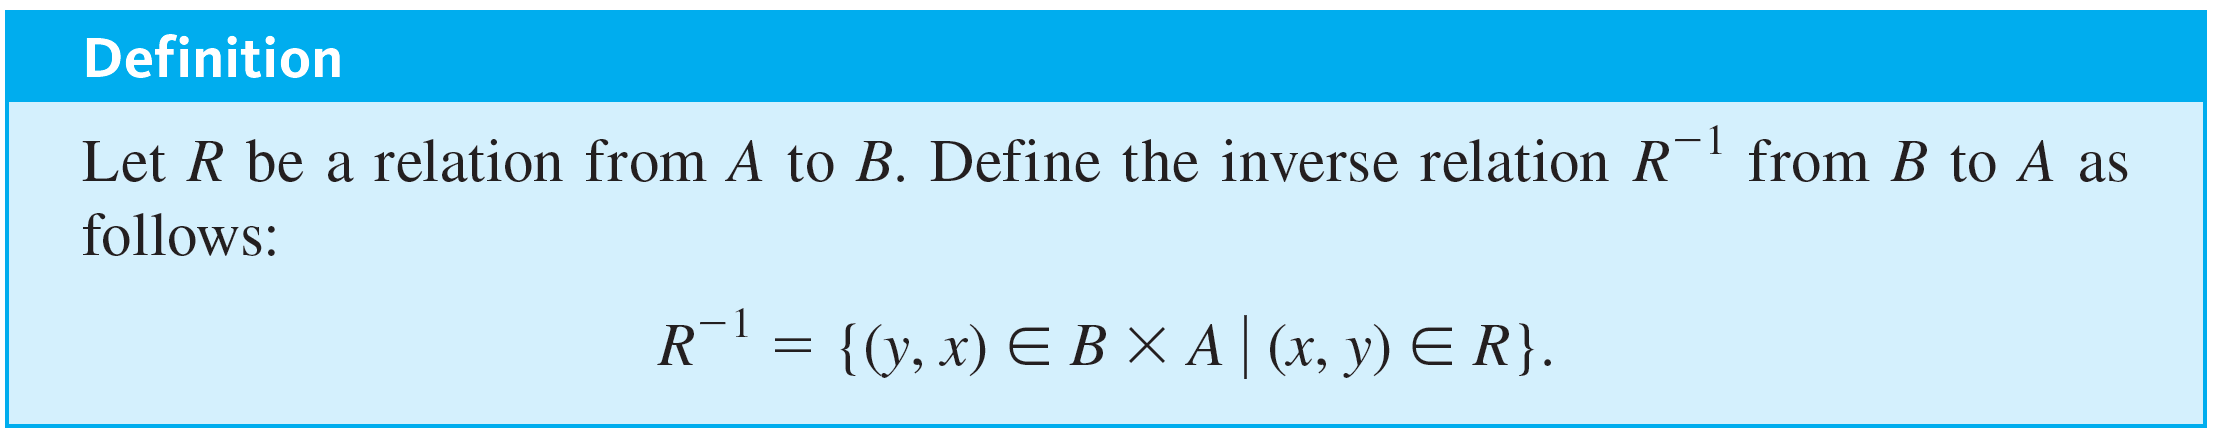 Definition
Let R be a relation from A to B. Define the inverse relation R⁻¹ from B to A as
follows:
R⁻¹ = {(y, x) ∈ B × A | (x, y) ∈ R}.